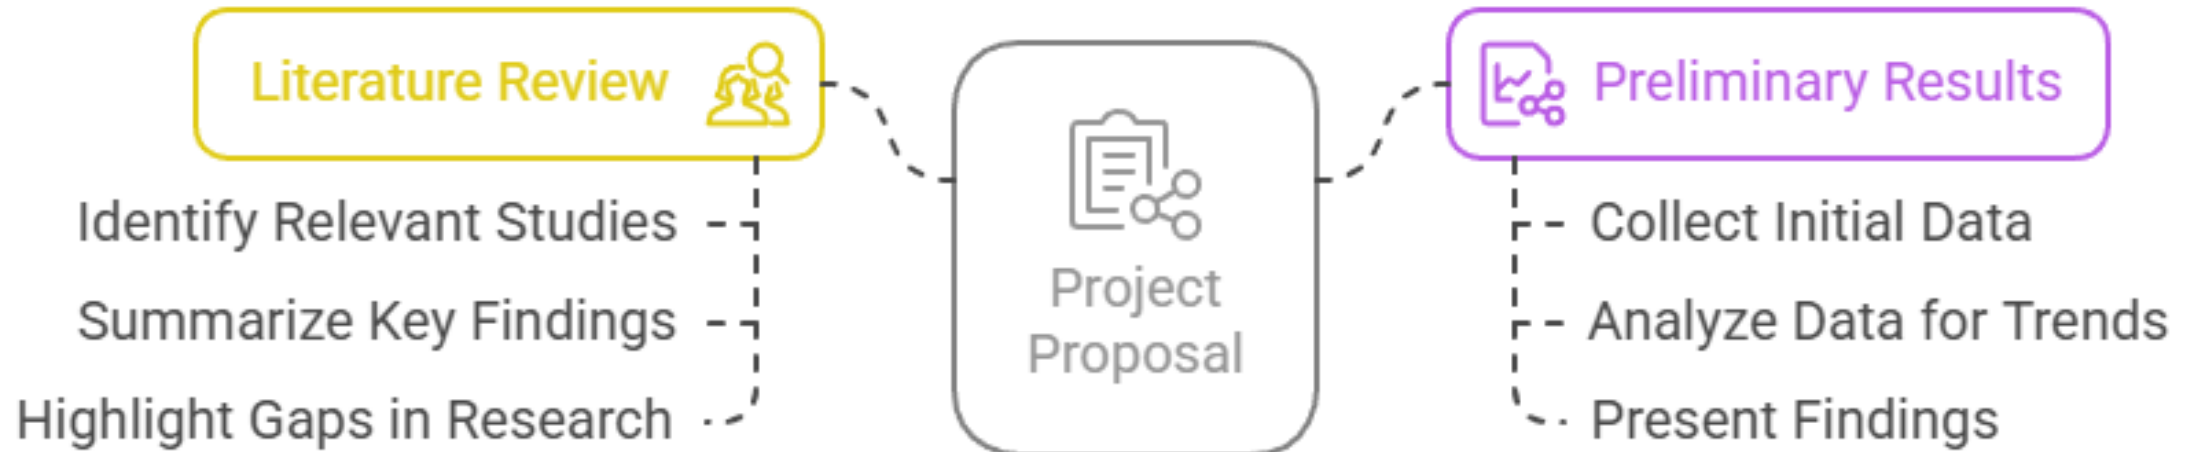 Literature Review
Identify Relevant Studies
Summarize Key Findings
Highlight Gaps in Research
Project
Proposal
Preliminary Results
Collect Initial Data
Analyze Data for Trends
Present Findings